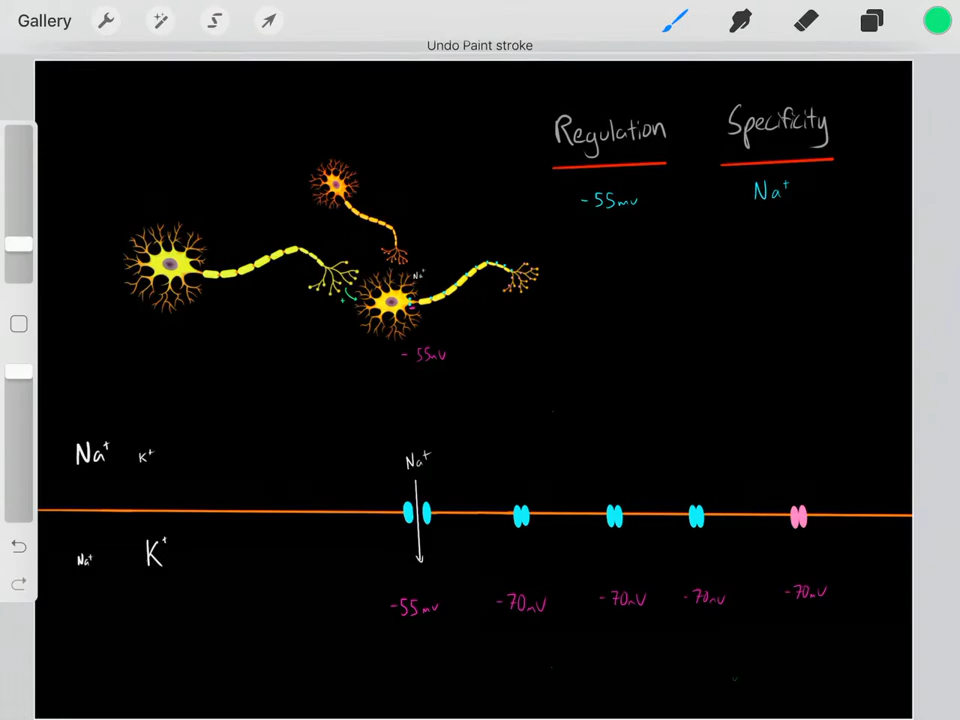 Gallery
Undo Paint stroke
Regulation
Specificity
-55mv
Na+
Na+
+
- 55mV
Na+ K+
Na+
Na+ K+
-55mv
-70mV
-70mV
-70mV
-70mV